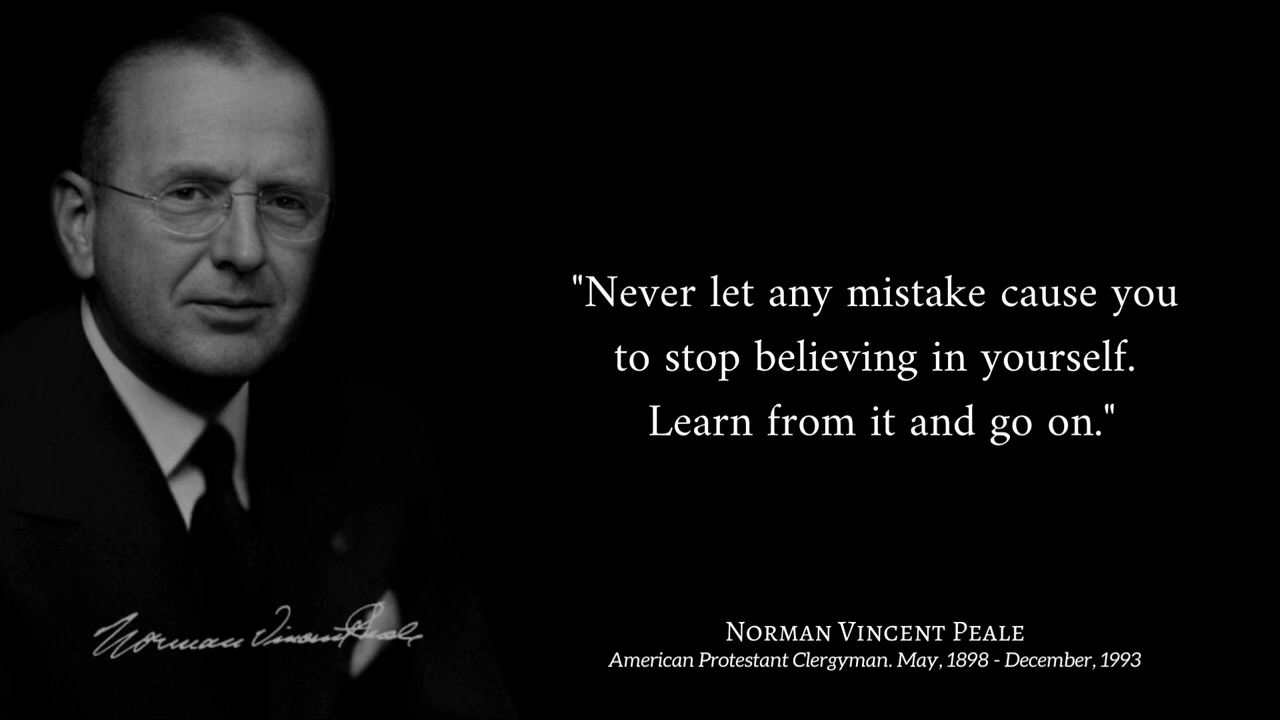 "Never let any mistake cause you
to stop believing in yourself.
Learn from it and go on."
Norman Vincent Peale
Norman Vincent Peale
American Protestant Clergyman. May, 1898 - December, 1993